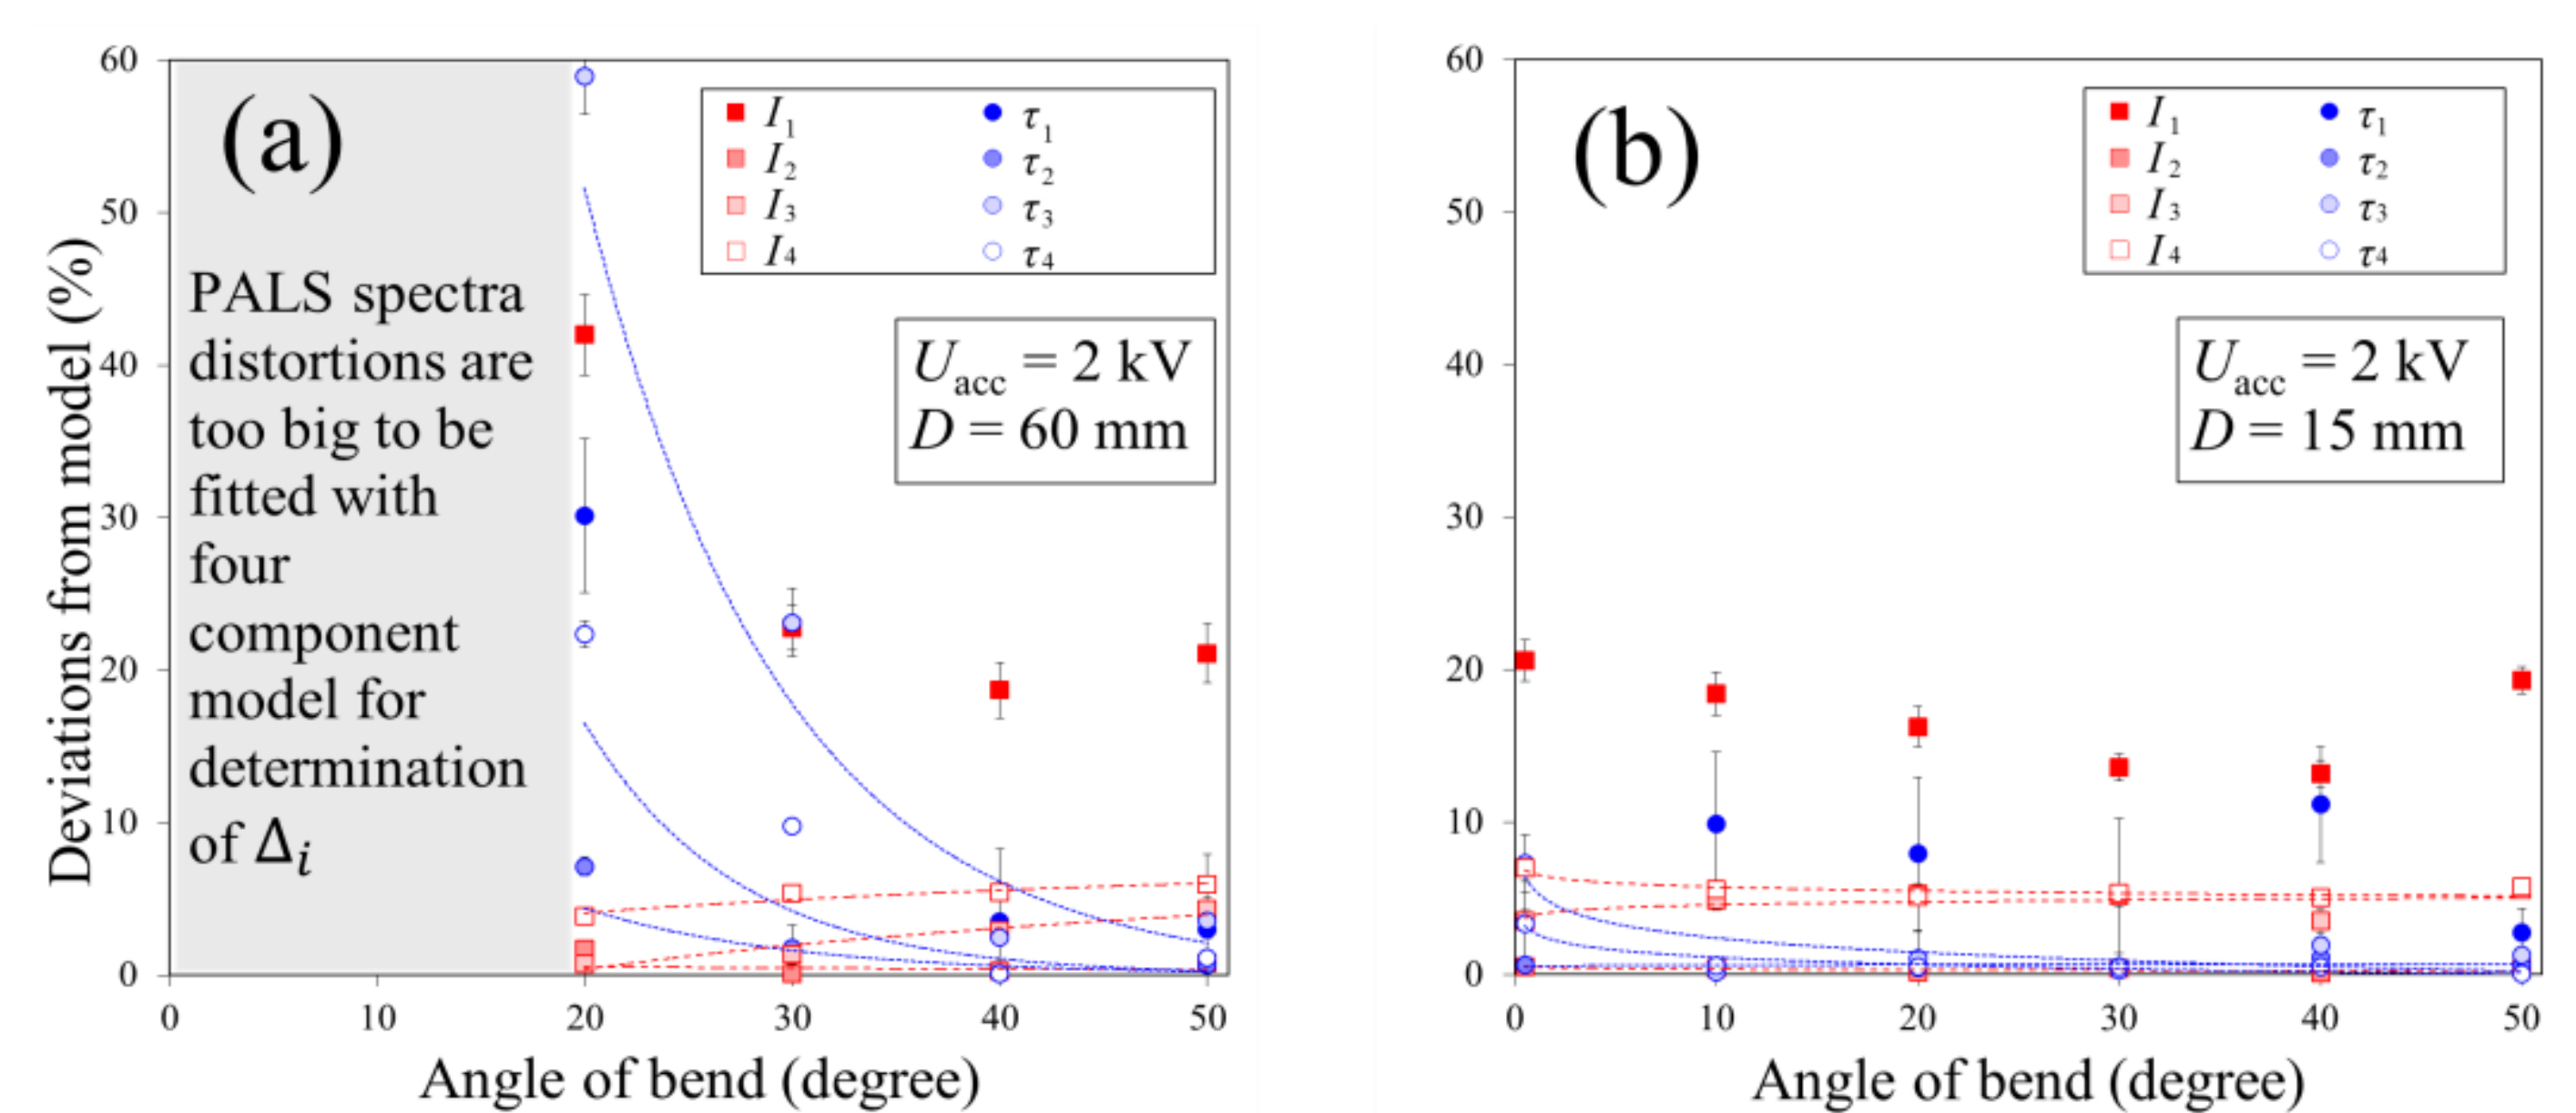 (a)
PALS spectra
distortions are
too big to be
fitted with
four
component
model for
determination
of Δi
I1 τ1
I2 τ2
I3 τ3
I4 τ4
Uacc = 2 kV
D = 60 mm
60
50
40
30
20
10
0
0 10 20 30 40 50
Deviations from model (%)
Angle of bend (degree)
(b)
I1 τ1
I2 τ2
I3 τ3
I4 τ4
Uacc = 2 kV
D = 15 mm
60
50
40
30
20
10
0
0 10 20 30 40 50
Angle of bend (degree)